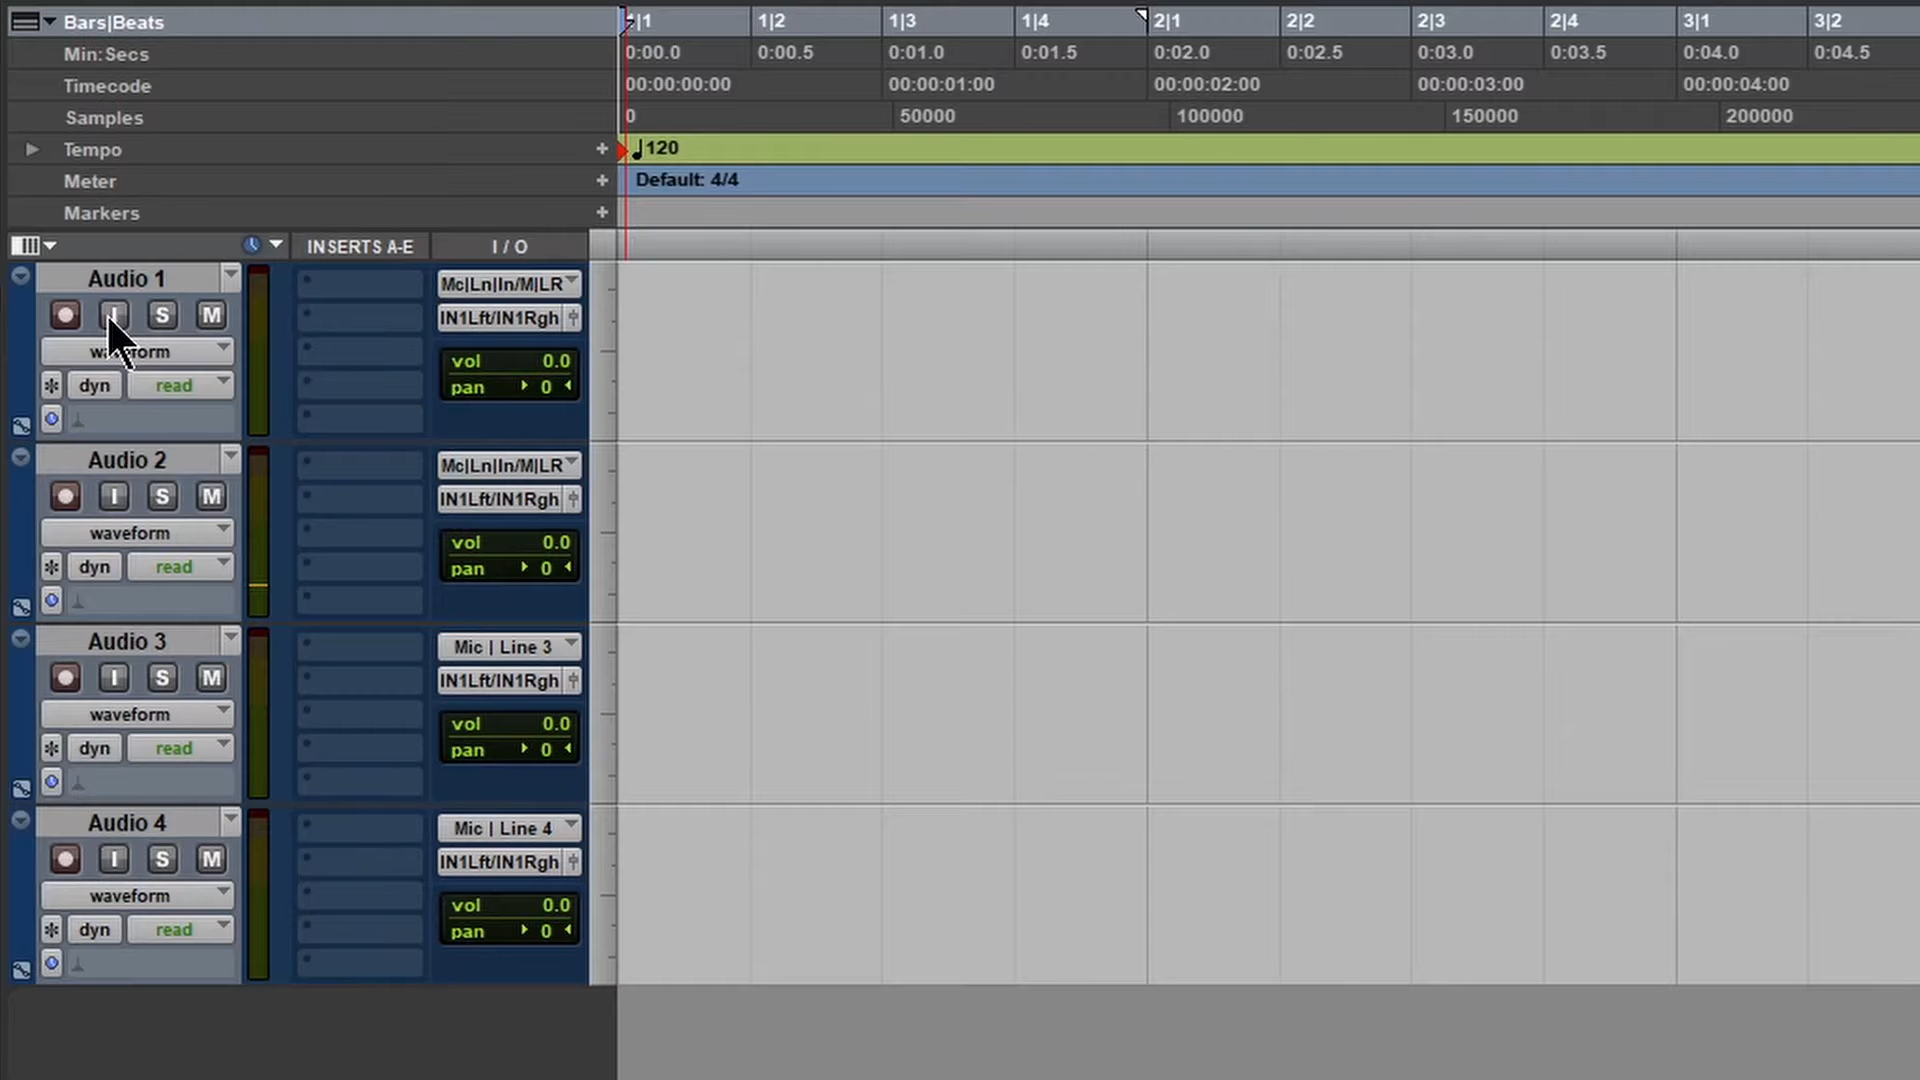 Bars|Beats 1|1 1|2 1|3 1|4 2|1 2|2 2|3 2|4 3|1 3|2
Min:Secs 0:00.0 0:00.5 0:01.0 0:01.5 0:02.0 0:02.5 0:03.0 0:03.5 0:04.0 0:04.5
Timecode 00:00:00:00 00:00:01:00 00:00:02:00 00:00:03:00 00:00:04:00
Samples 0 50000 100000 150000 200000
Tempo + 120
Meter + Default: 4/4
Markers +
INSERTS A-E I / O
Audio 1 Mc|Ln|In/M|LR
I S M IN1Lft/IN1Rgh
waveform vol 0.0
dyn read pan 0
Audio 2 Mc|Ln|In/M|LR
I S M IN1Lft/IN1Rgh
waveform vol 0.0
dyn read pan 0
Audio 3 Mic | Line 3
I S M IN1Lft/IN1Rgh
waveform vol 0.0
dyn read pan 0
Audio 4 Mic | Line 4
I S M IN1Lft/IN1Rgh
waveform vol 0.0
dyn read pan 0